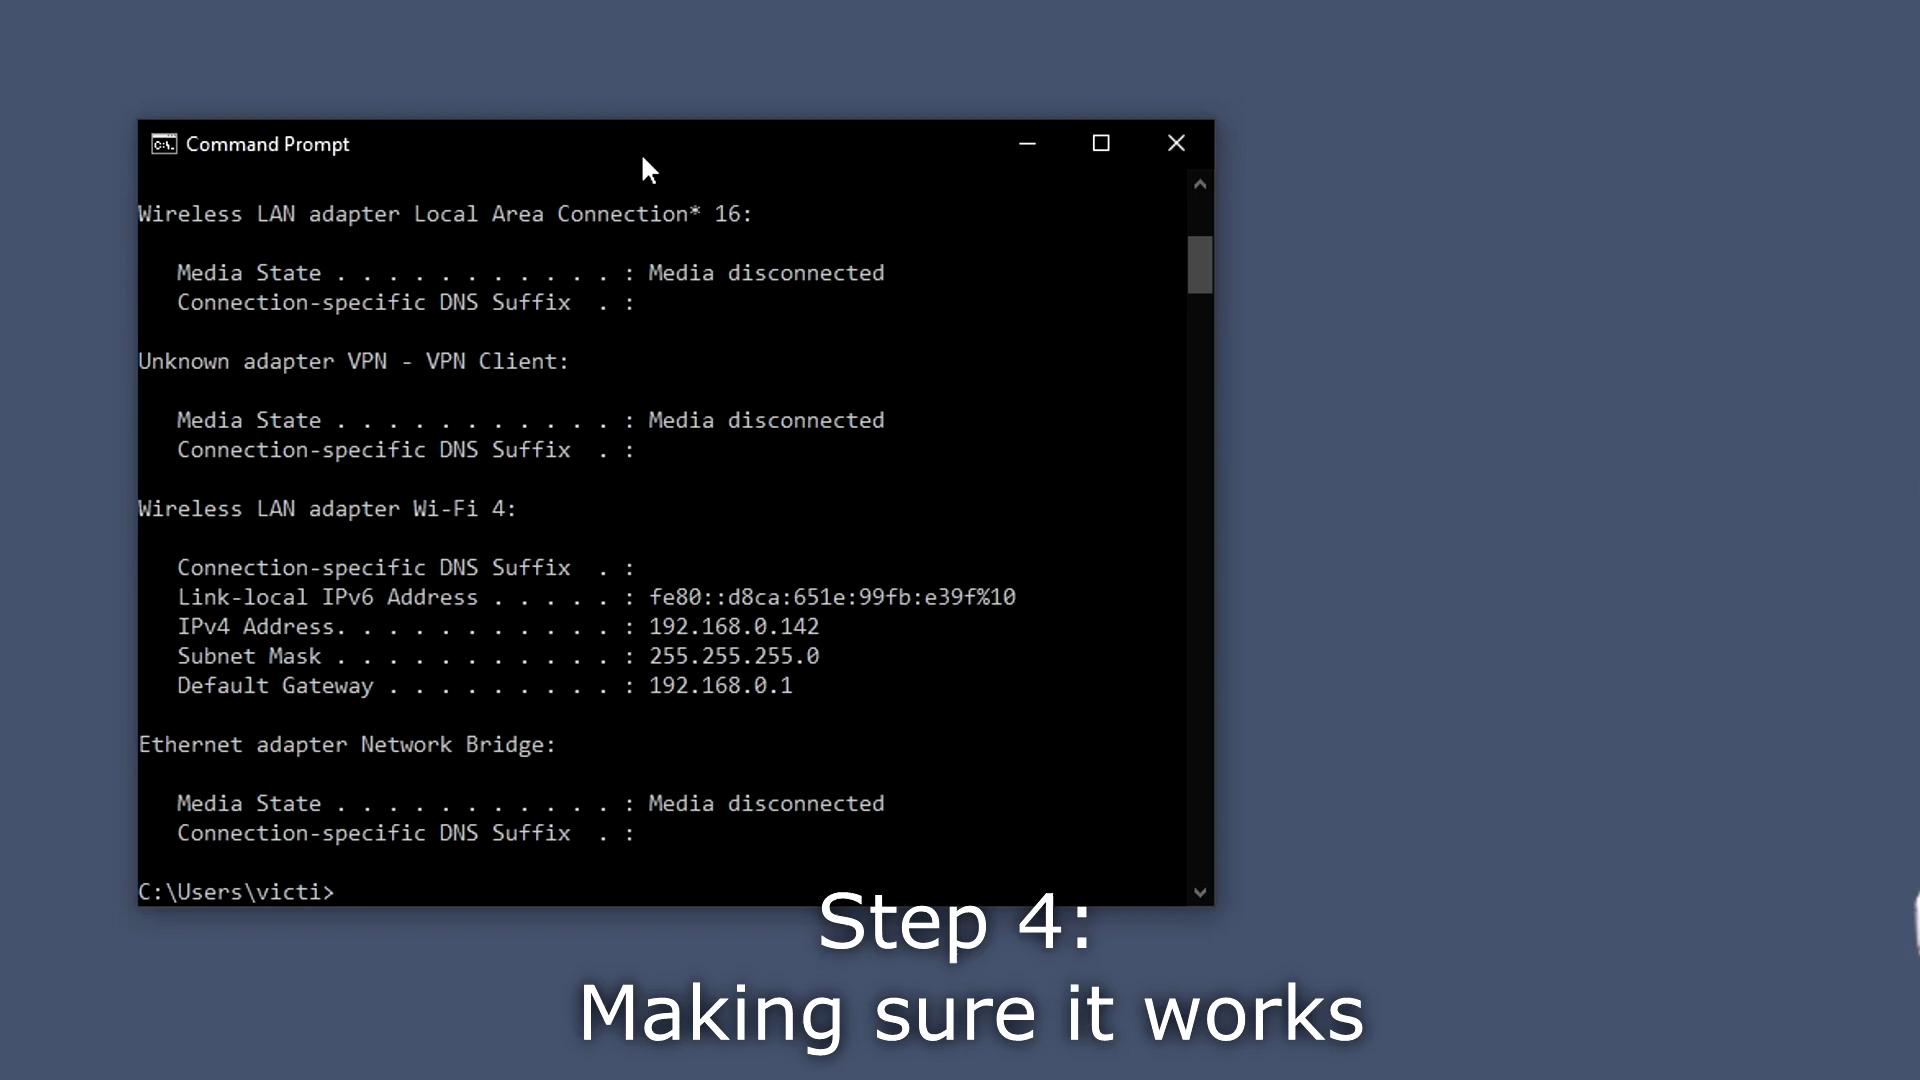 Command Prompt
Wireless LAN adapter Local Area Connection* 16:
Media State . . . . . . . . . . . : Media disconnected
Connection-specific DNS Suffix  . :
Unknown adapter VPN - VPN Client:
Media State . . . . . . . . . . . : Media disconnected
Connection-specific DNS Suffix  . :
Wireless LAN adapter Wi-Fi 4:
Connection-specific DNS Suffix  . :
Link-local IPv6 Address . . . . . : fe80::d8ca:651e:99fb:e39f%10
IPv4 Address. . . . . . . . . . . : 192.168.0.142
Subnet Mask . . . . . . . . . . . : 255.255.255.0
Default Gateway . . . . . . . . . : 192.168.0.1
Ethernet adapter Network Bridge:
Media State . . . . . . . . . . . : Media disconnected
Connection-specific DNS Suffix  . :
C:\Users\victi>
Step 4:
Making sure it works